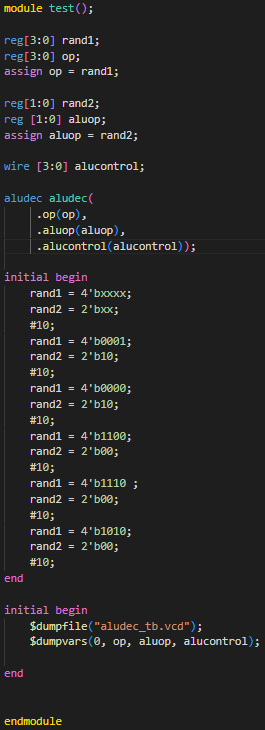 module test();
reg[3:0] rand1;
reg[3:0] op;
assign op = rand1;
reg[1:0] rand2;
reg [1:0] aluop;
assign aluop = rand2;
wire [3:0] alucontrol;
aludec aludec(
.op(op),
.aluop(aluop),
.alucontrol(alucontrol));
initial begin
rand1 = 4'bxxxx;
rand2 = 2'bxx;
#10;
rand1 = 4'b0001;
rand2 = 2'b10;
#10;
rand1 = 4'b0000;
rand2 = 2'b10;
#10;
rand1 = 4'b1100;
rand2 = 2'b00;
#10;
rand1 = 4'b1110 ;
rand2 = 2'b00;
#10;
rand1 = 4'b1010;
rand2 = 2'b00;
#10;
end
initial begin
$dumpfile("aludec_tb.vcd");
$dumpvars(0, op, aluop, alucontrol);
end
endmodule